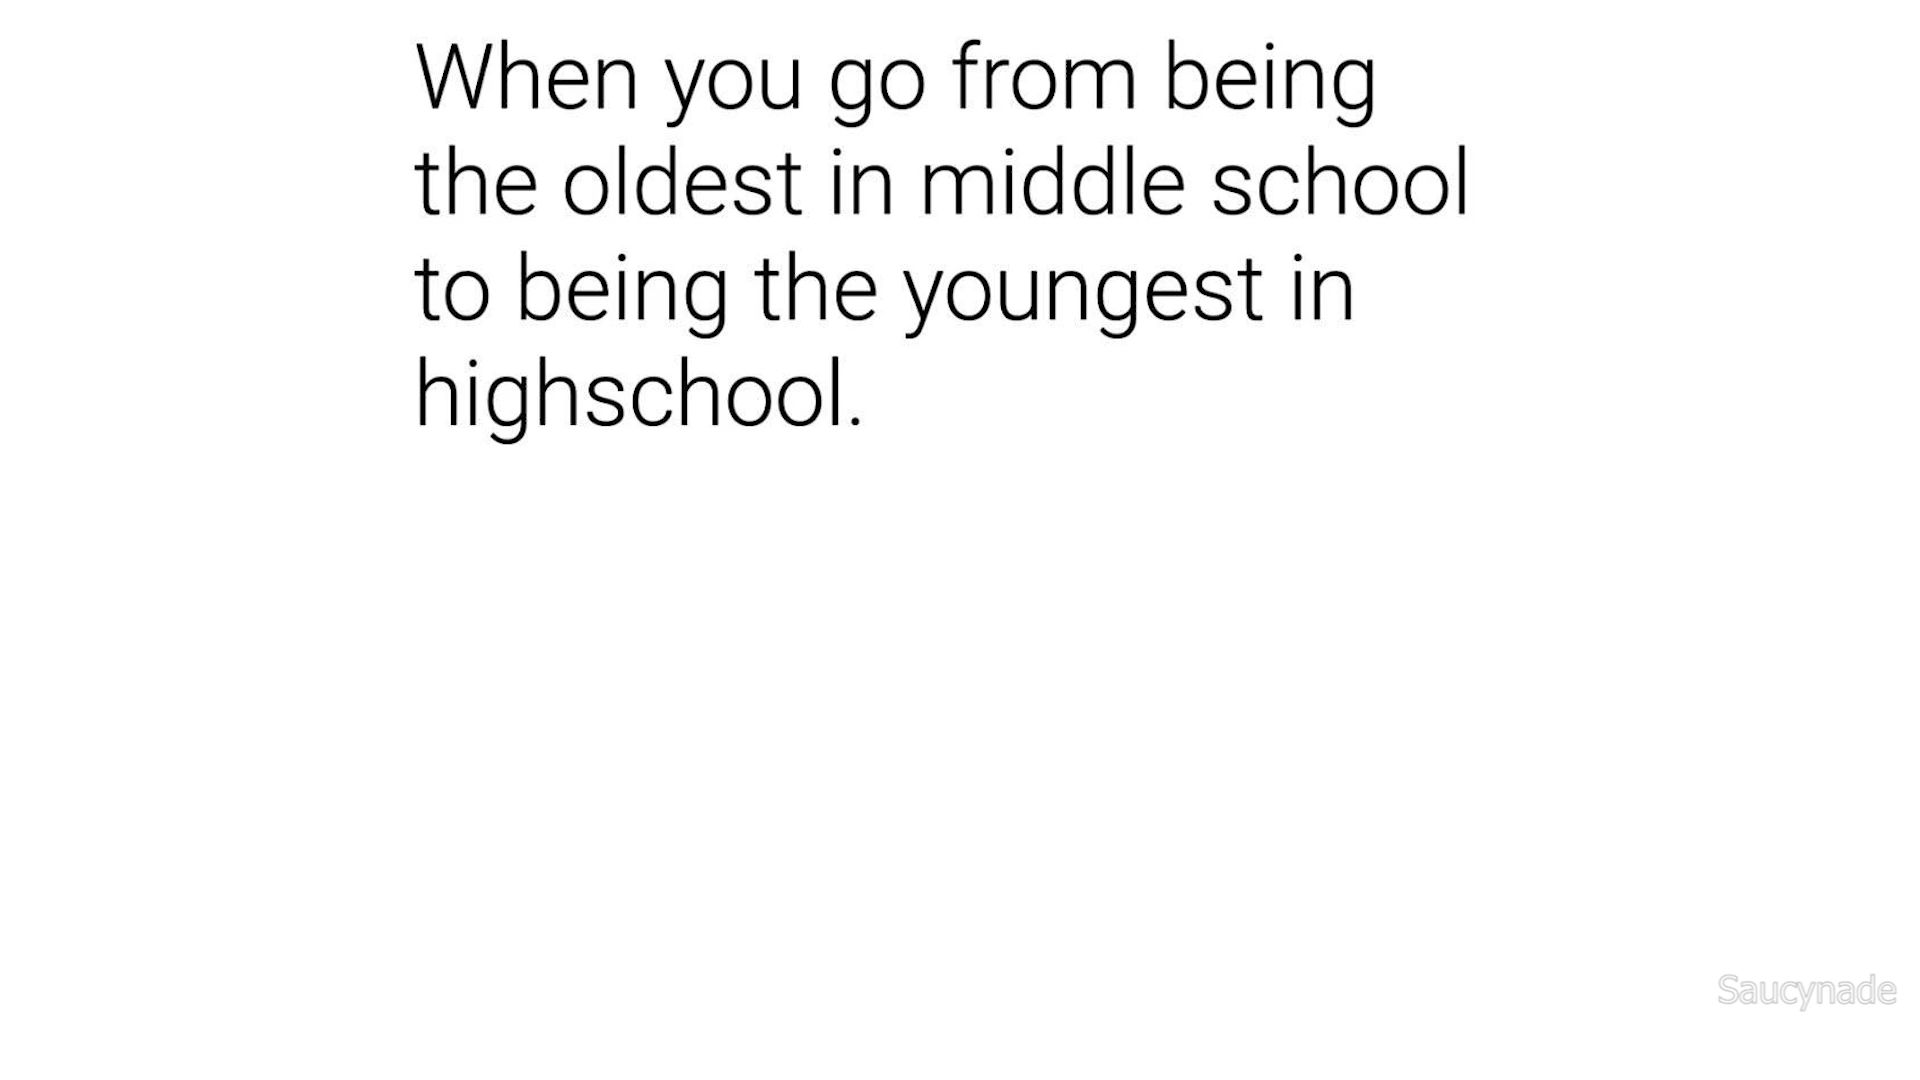 When you go from being
the oldest in middle school
to being the youngest in
highschool.
Saucynade